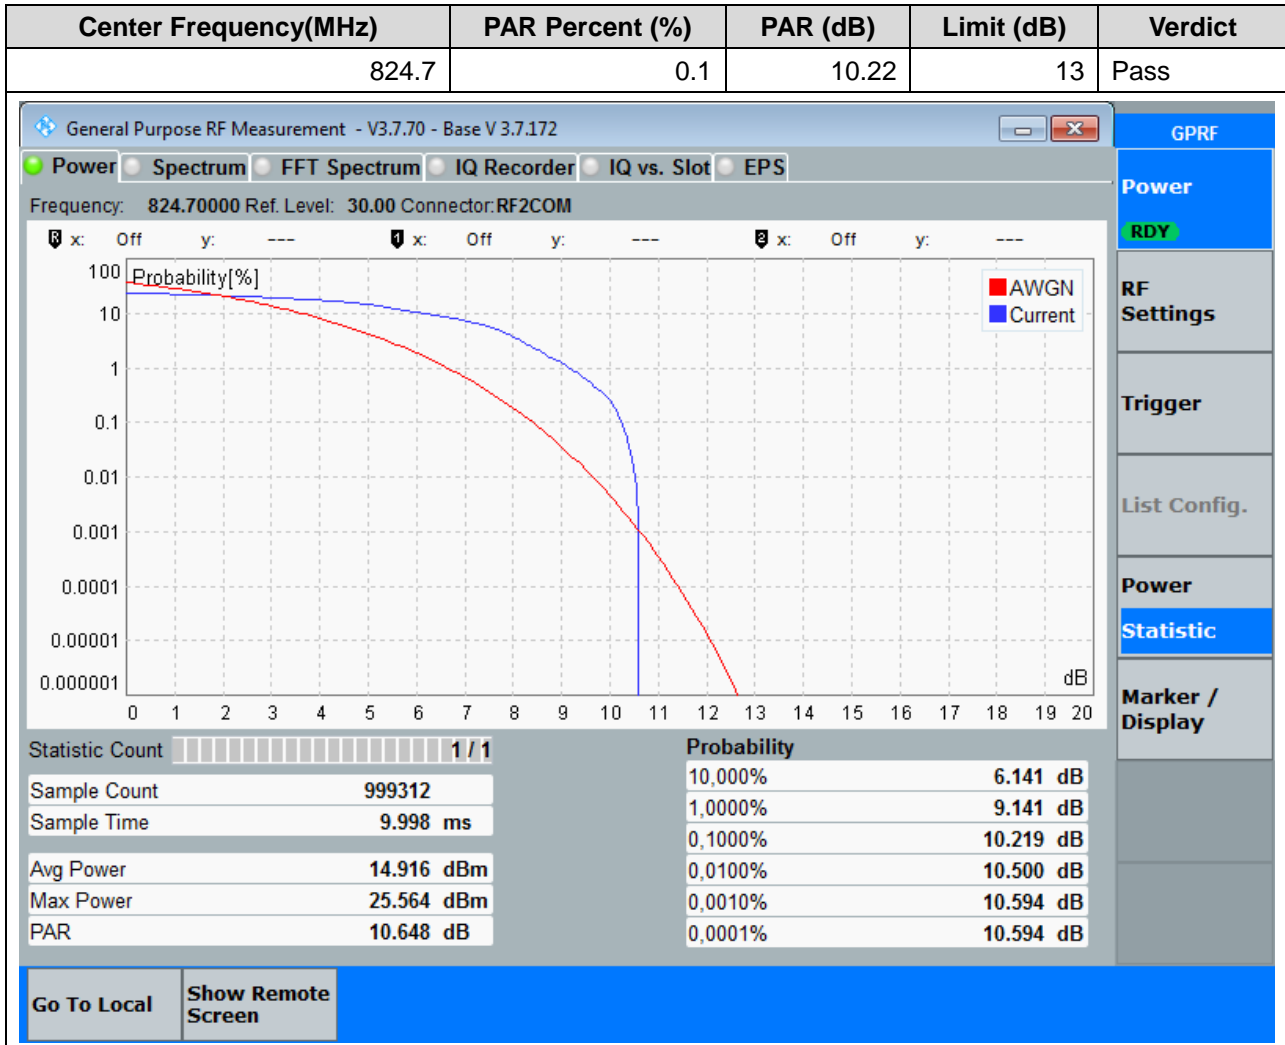 Center Frequency(MHz) PAR Percent (%) PAR (dB) Limit (dB) Verdict
824.7 0.1 10.22 13 Pass
General Purpose RF Measurement - V3.7.70 - Base V 3.7.172
GPRF
Power Spectrum FFT Spectrum IQ Recorder IQ vs. Slot EPS
Power
RDY
Frequency: 824.70000 Ref. Level: 30.00 Connector:RF2COM
R x: Off y: --- 1 x: Off y: --- 2 x: Off y: ---
Probability[%]
AWGN
Current
100
10
1
0.1
0.01
0.001
0.0001
0.00001
0.000001
dB
0 1 2 3 4 5 6 7 8 9 10 11 12 13 14 15 16 17 18 19 20
RF
Settings
Trigger
List Config.
Power
Statistic
Marker /
Display
Statistic Count 1 / 1
Sample Count 999312
Sample Time 9.998 ms
Avg Power 14.916 dBm
Max Power 25.564 dBm
PAR 10.648 dB
Probability
10,000% 6.141 dB
1,0000% 9.141 dB
0,1000% 10.219 dB
0,0100% 10.500 dB
0,0010% 10.594 dB
0,0001% 10.594 dB
Go To Local
Show Remote
Screen